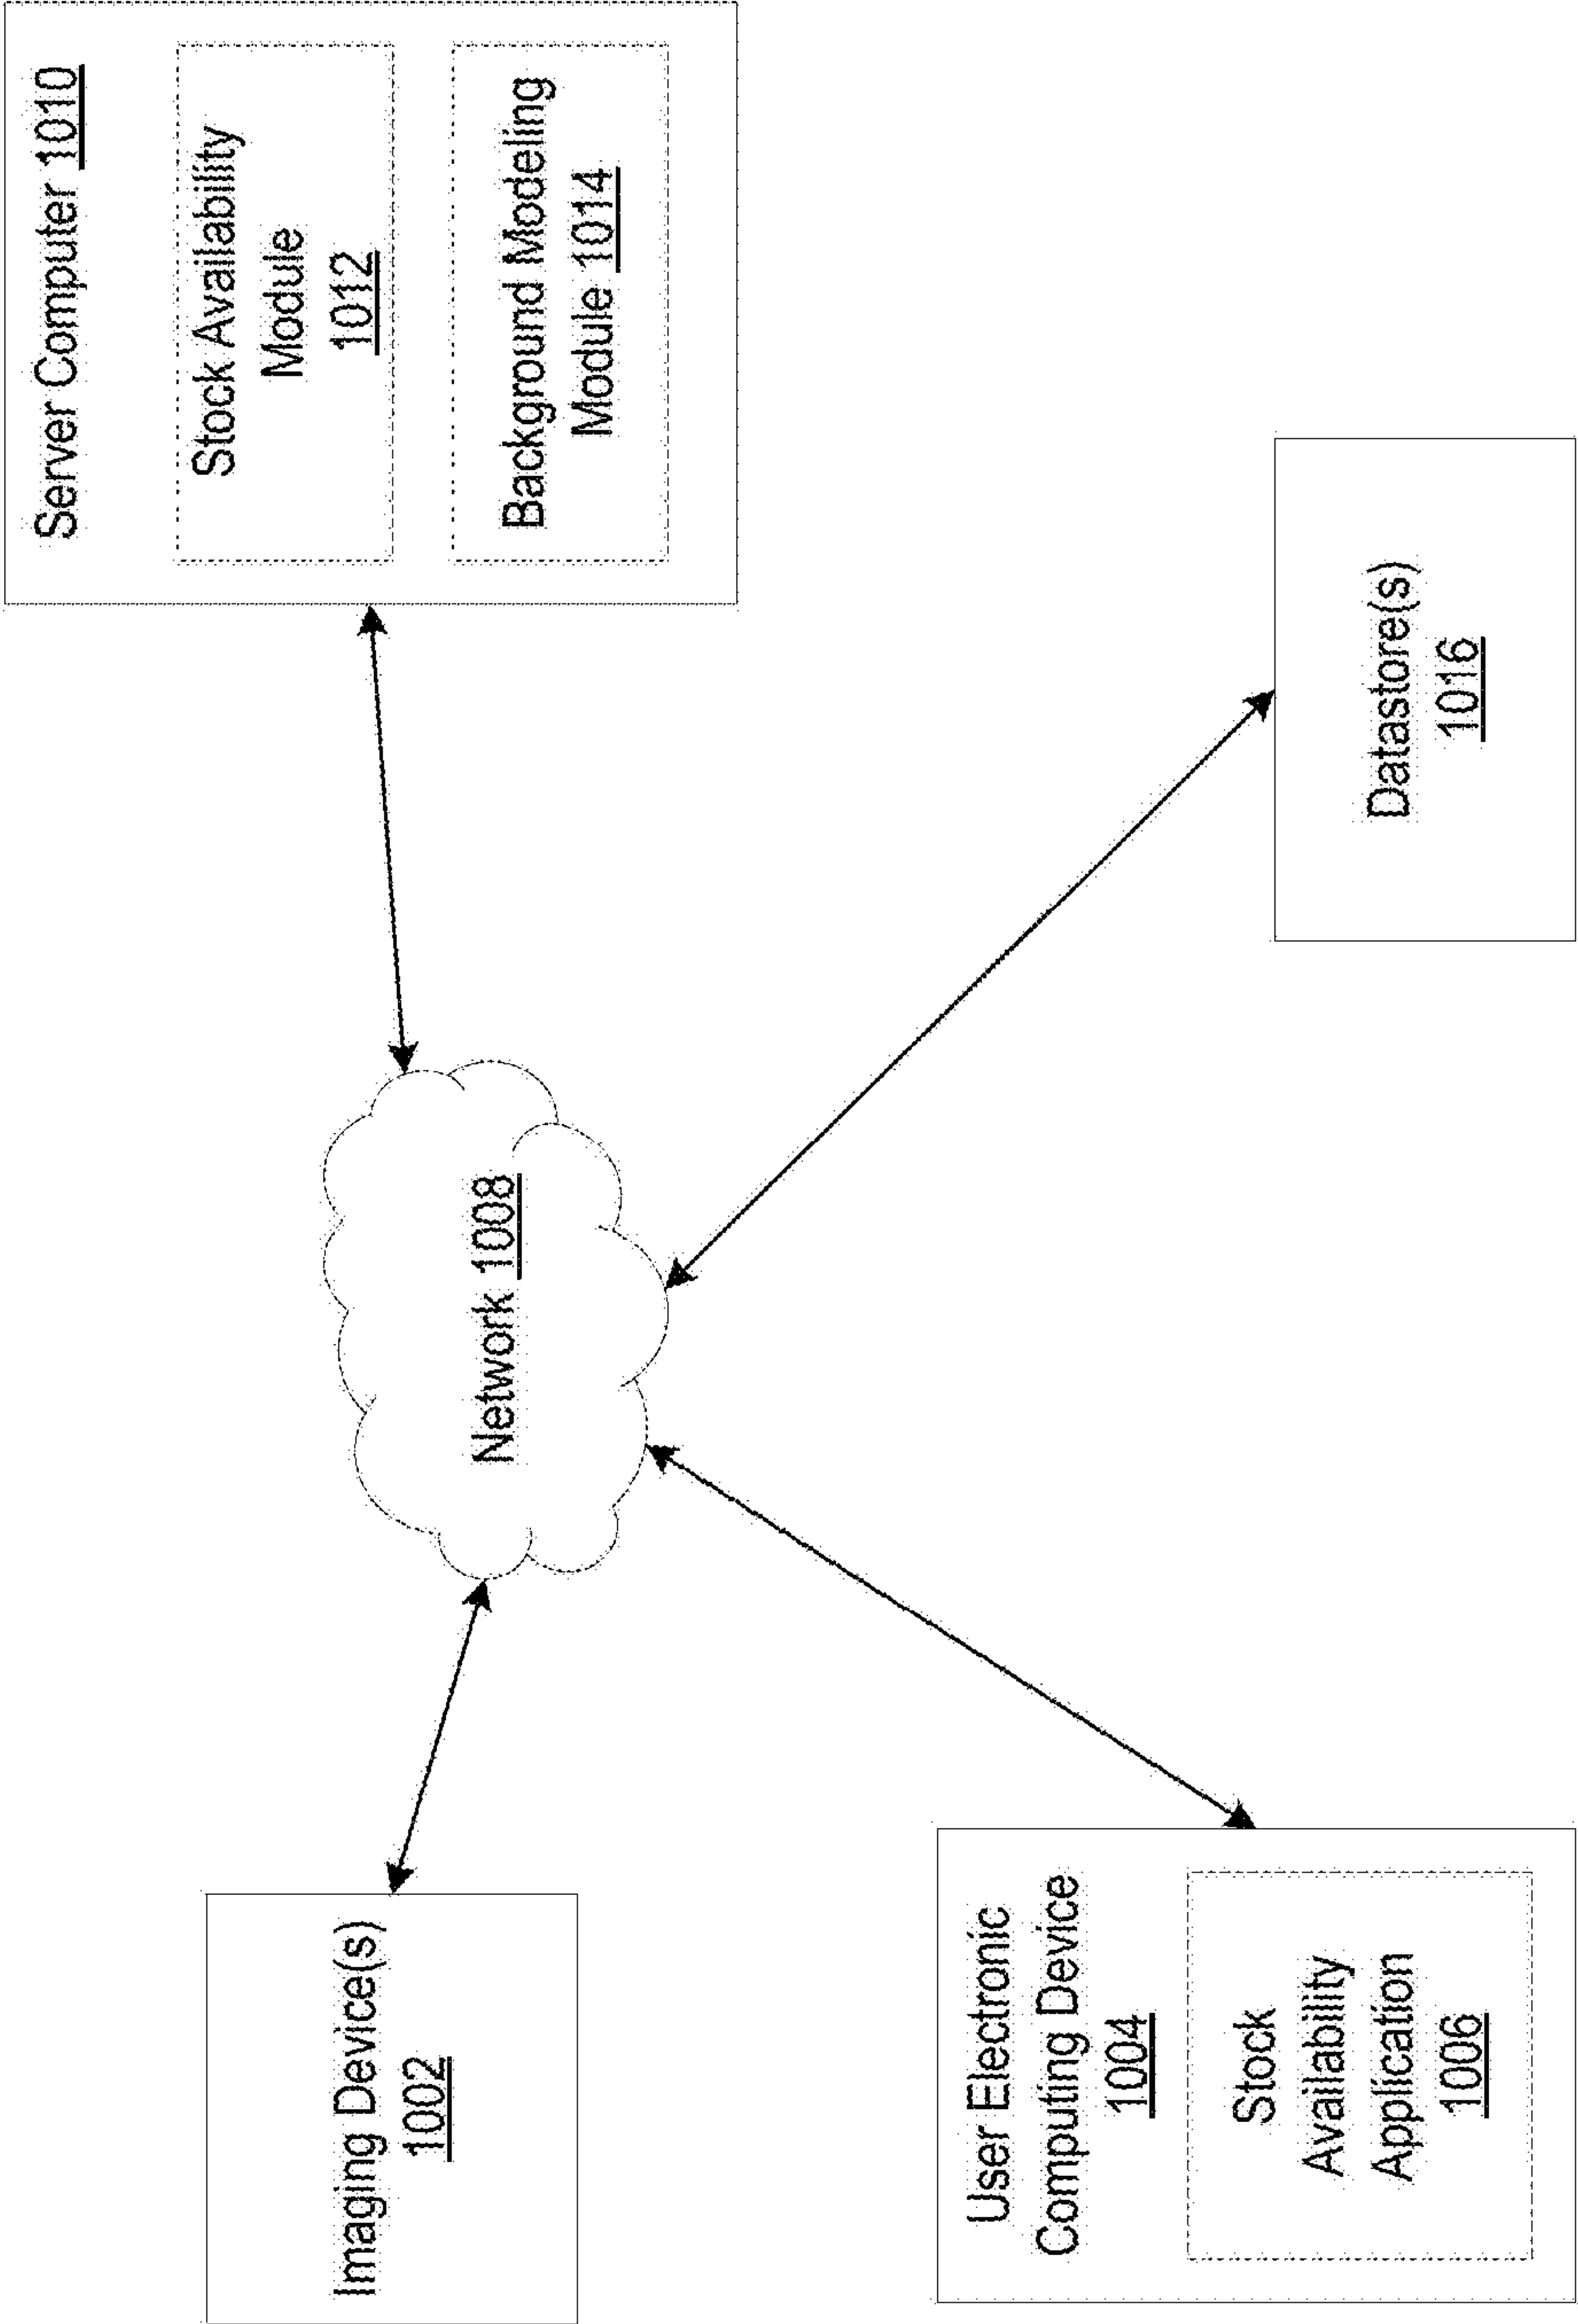 Imaging Device(s)
1002
User Electronic
Computing Device
1004
Stock
Availability
Application
1006
Network 1008
Server Computer 1010
Stock Availability
Module
1012
Background Modeling
Module 1014
Datastore(s)
1016